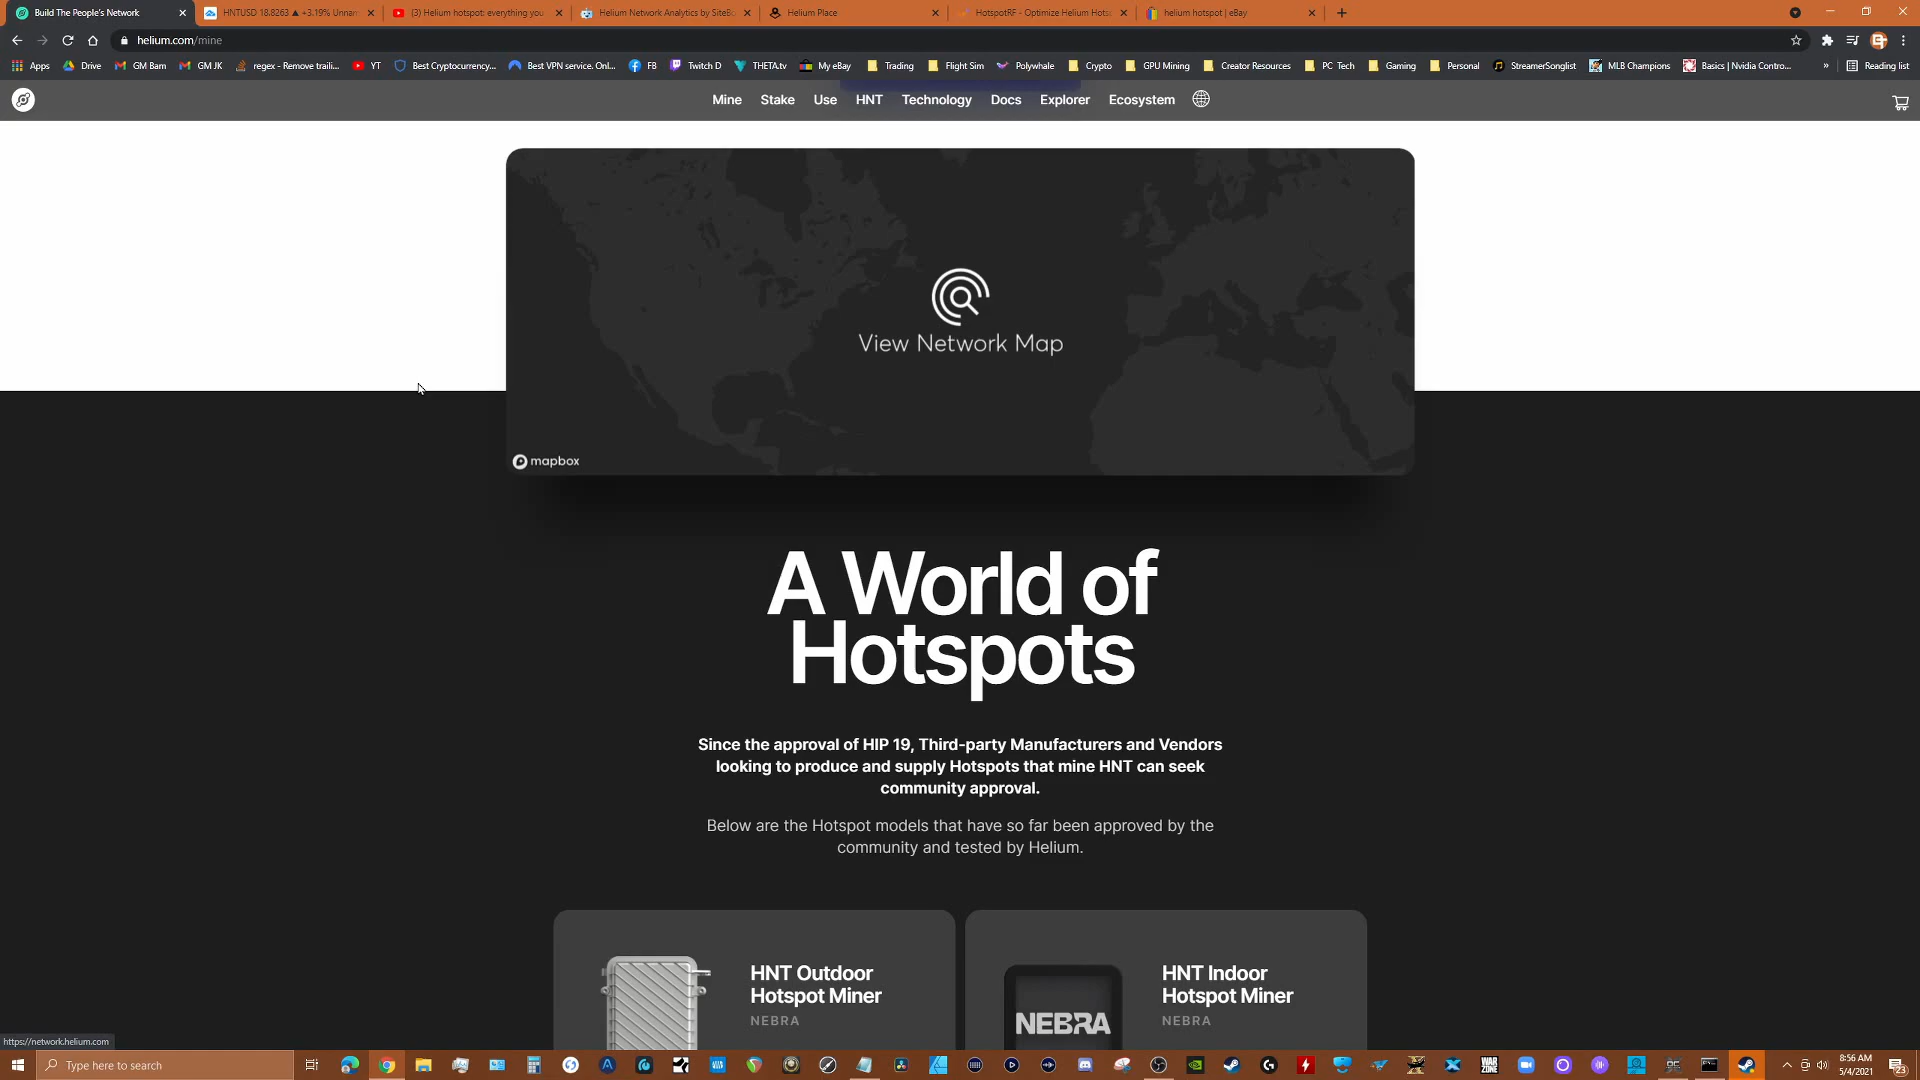 Build The People's Network
HNTUSD 18.8263 ▲ +3.19% Unnam
(3) Helium hotspot: everything you
Helium Network Analytics by SiteBo
Helium Place
HotspotRF - Optimize Helium Hots
helium hotspot | eBay
helium.com/mine
Apps
Drive
GM Bam
GM JK
regex - Remove traili...
YT
Best Cryptocurrency...
Best VPN service. Onl...
FB
Twitch D
THETA.tv
My eBay
Trading
Flight Sim
Polywhale
Crypto
GPU Mining
Creator Resources
PC Tech
Gaming
Personal
StreamerSonglist
MLB Champions
Basics | Nvidia Contro...
»
Reading list
Mine
Stake
Use
HNT
Technology
Docs
Explorer
Ecosystem
View Network Map
mapbox
A World of
Hotspots
Since the approval of HIP 19, Third-party Manufacturers and Vendors
looking to produce and supply Hotspots that mine HNT can seek
community approval.
Below are the Hotspot models that have so far been approved by the
community and tested by Helium.
HNT Outdoor
Hotspot Miner
NEBRA
NEBRA
HNT Indoor
Hotspot Miner
NEBRA
https://network.helium.com
Type here to search
WAR
ZONE
8:56 AM
5/4/2021
23